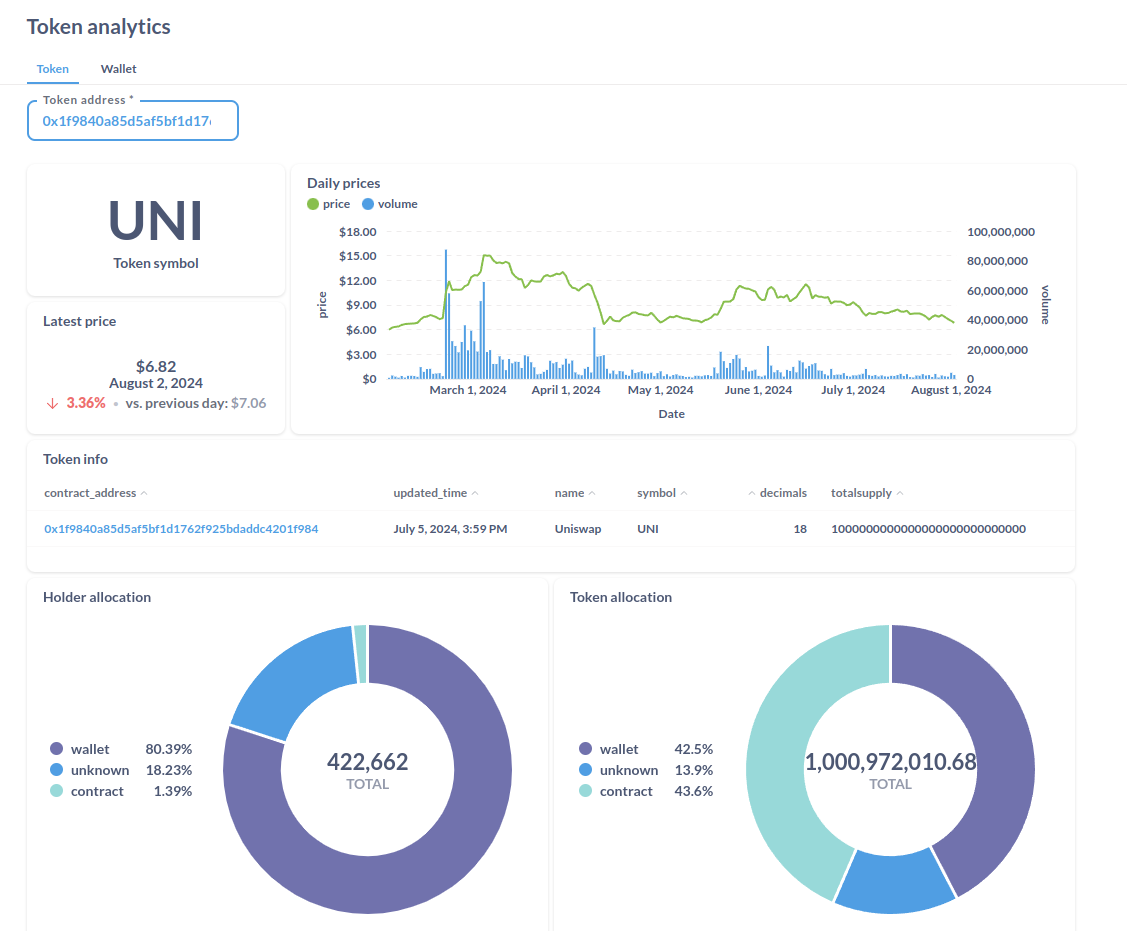 Token analytics
Token Wallet
Token address *
0x1f9840a85d5af5bf1d17
UNI
Token symbol
Latest price
$6.82
August 2, 2024
3.36% • vs. previous day: $7.06
Daily prices
price volume
$18.00
$15.00
$12.00
$9.00
$6.00
$3.00
$0
price
100,000,000
80,000,000
60,000,000
40,000,000
20,000,000
0
volume
March 1, 2024 April 1, 2024 May 1, 2024 June 1, 2024 July 1, 2024 August 1, 2024
Date
Token info
contract_address updated_time name symbol decimals totalsupply
0x1f9840a85d5af5bf1d1762f925bdaddc4201f984 July 5, 2024, 3:59 PM Uniswap UNI 18 1000000000000000000000000000
Holder allocation
wallet 80.39%
unknown 18.23%
contract 1.39%
422,662
TOTAL
Token allocation
wallet 42.5%
unknown 13.9%
contract 43.6%
1,000,972,010.68
TOTAL